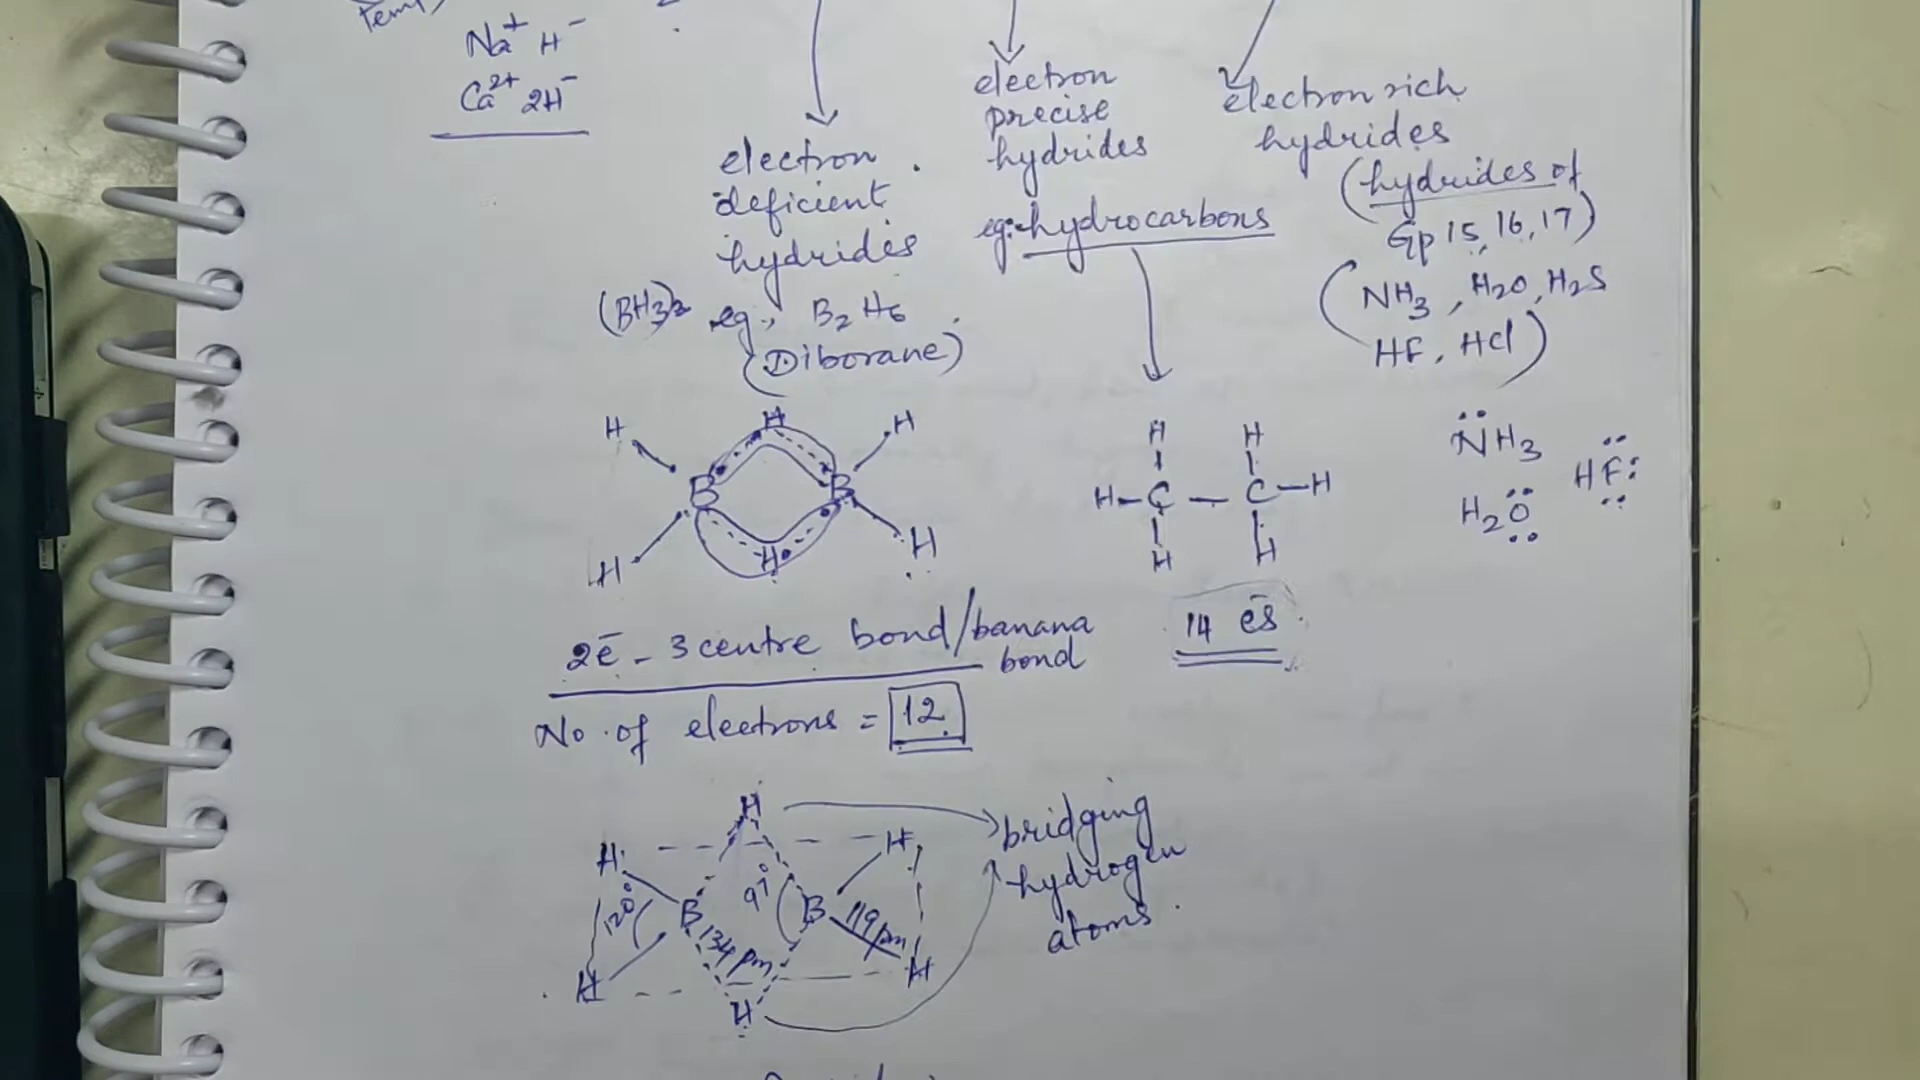 Temp
Na⁺ H⁻
Ca²⁺ 2H⁻
electron
deficient
hydrides
(BH3)2 eg., B2H6
(Diborane)
electron
precise
hydrides
eg:- hydrocarbons
electron rich
hydrides
(hydrides of
Gp 15, 16, 17)
(NH3, H2O, H2S
HF, HCl)
H H H
B B
H H H
H H
H-C-C-H
H H
NH3
HF
H2O
2e⁻ - 3 centre bond/banana
bond
14 e⁻s
No. of electrons = 12
H
H H
120° B 97° B 119 pm
134 pm
H H
H
bridging
hydrogen
atoms.